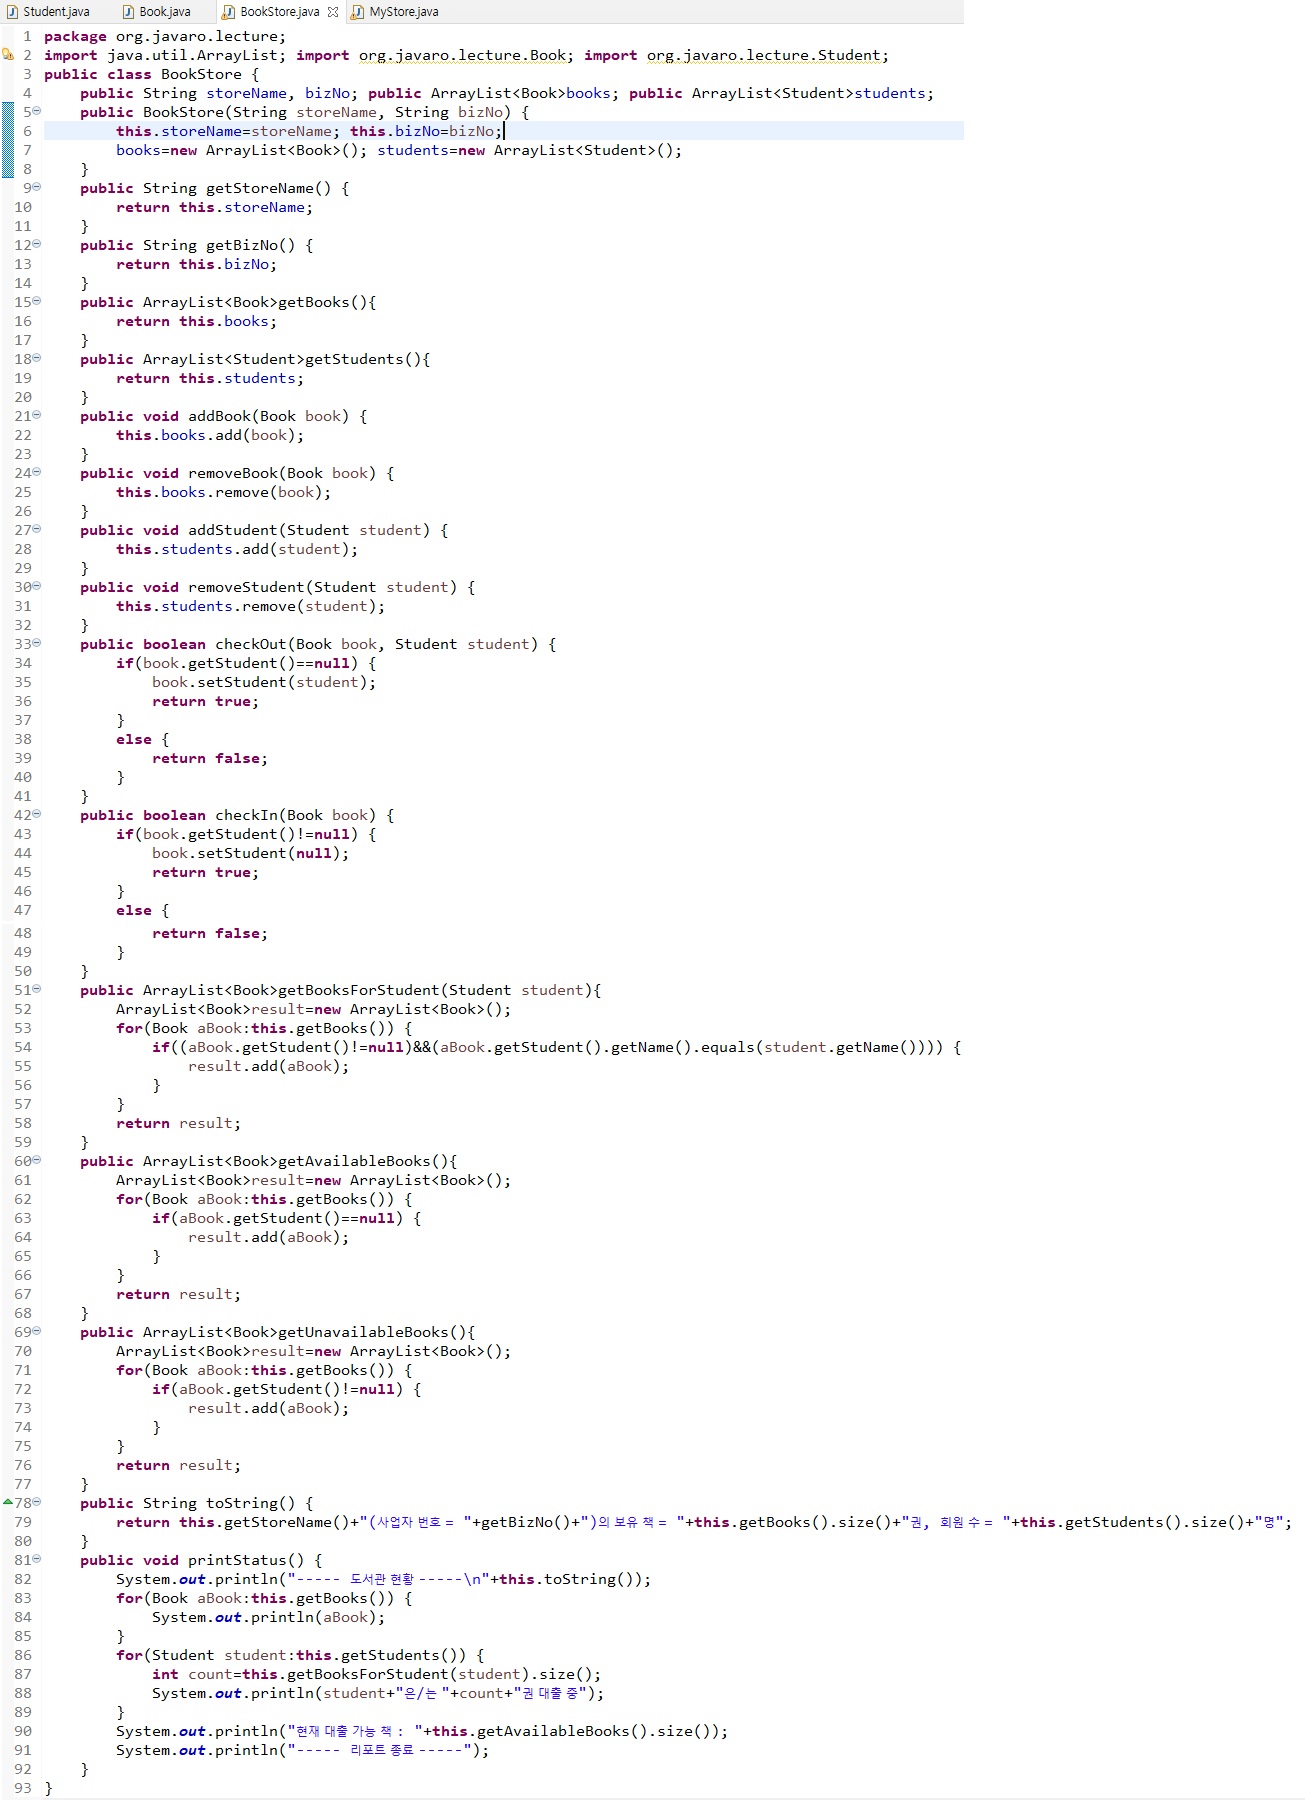 Student.java Book.java BookStore.java MyStore.java
1 package org.javaro.lecture;
2 import java.util.ArrayList; import org.javaro.lecture.Book; import org.javaro.lecture.Student;
3 public class BookStore {
4     public String storeName, bizNo; public ArrayList<Book>books; public ArrayList<Student>students;
5     public BookStore(String storeName, String bizNo) {
6         this.storeName=storeName; this.bizNo=bizNo;
7         books=new ArrayList<Book>(); students=new ArrayList<Student>();
8     }
9     public String getStoreName() {
10         return this.storeName;
11     }
12     public String getBizNo() {
13         return this.bizNo;
14     }
15     public ArrayList<Book>getBooks(){
16         return this.books;
17     }
18     public ArrayList<Student>getStudents(){
19         return this.students;
20     }
21     public void addBook(Book book) {
22         this.books.add(book);
23     }
24     public void removeBook(Book book) {
25         this.books.remove(book);
26     }
27     public void addStudent(Student student) {
28         this.students.add(student);
29     }
30     public void removeStudent(Student student) {
31         this.students.remove(student);
32     }
33     public boolean checkOut(Book book, Student student) {
34         if(book.getStudent()==null) {
35             book.setStudent(student);
36             return true;
37         }
38         else {
39             return false;
40         }
41     }
42     public boolean checkIn(Book book) {
43         if(book.getStudent()!=null) {
44             book.setStudent(null);
45             return true;
46         }
47         else {
48             return false;
49         }
50     }
51     public ArrayList<Book>getBooksForStudent(Student student){
52         ArrayList<Book>result=new ArrayList<Book>();
53         for(Book aBook:this.getBooks()) {
54             if((aBook.getStudent()!=null)&&(aBook.getStudent().getName().equals(student.getName()))) {
55                 result.add(aBook);
56             }
57         }
58         return result;
59     }
60     public ArrayList<Book>getAvailableBooks(){
61         ArrayList<Book>result=new ArrayList<Book>();
62         for(Book aBook:this.getBooks()) {
63             if(aBook.getStudent()==null) {
64                 result.add(aBook);
65             }
66         }
67         return result;
68     }
69     public ArrayList<Book>getUnavailableBooks(){
70         ArrayList<Book>result=new ArrayList<Book>();
71         for(Book aBook:this.getBooks()) {
72             if(aBook.getStudent()!=null) {
73                 result.add(aBook);
74             }
75         }
76         return result;
77     }
78     public String toString() {
79         return this.getStoreName()+"(사업자 번호 = "+getBizNo()+")의 보유 책 = "+this.getBooks().size()+"권, 회원 수 = "+this.getStudents().size()+"명";
80     }
81     public void printStatus() {
82         System.out.println("----- 도서관 현황 -----\n"+this.toString());
83         for(Book aBook:this.getBooks()) {
84             System.out.println(aBook);
85         }
86         for(Student student:this.getStudents()) {
87             int count=this.getBooksForStudent(student).size();
88             System.out.println(student+"은/는 "+count+"권 대출 중");
89         }
90         System.out.println("현재 대출 가능 책 : "+this.getAvailableBooks().size());
91         System.out.println("----- 리포트 종료 -----");
92     }
93 }